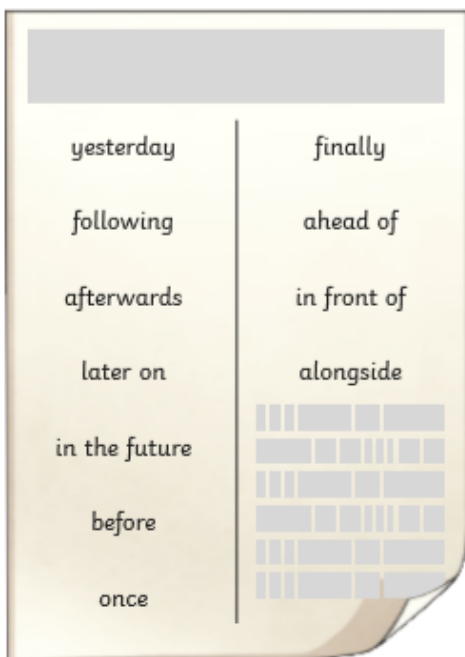 yesterday
following
afterwards
later on
in the future
before
once
finally
ahead of
in front of
alongside